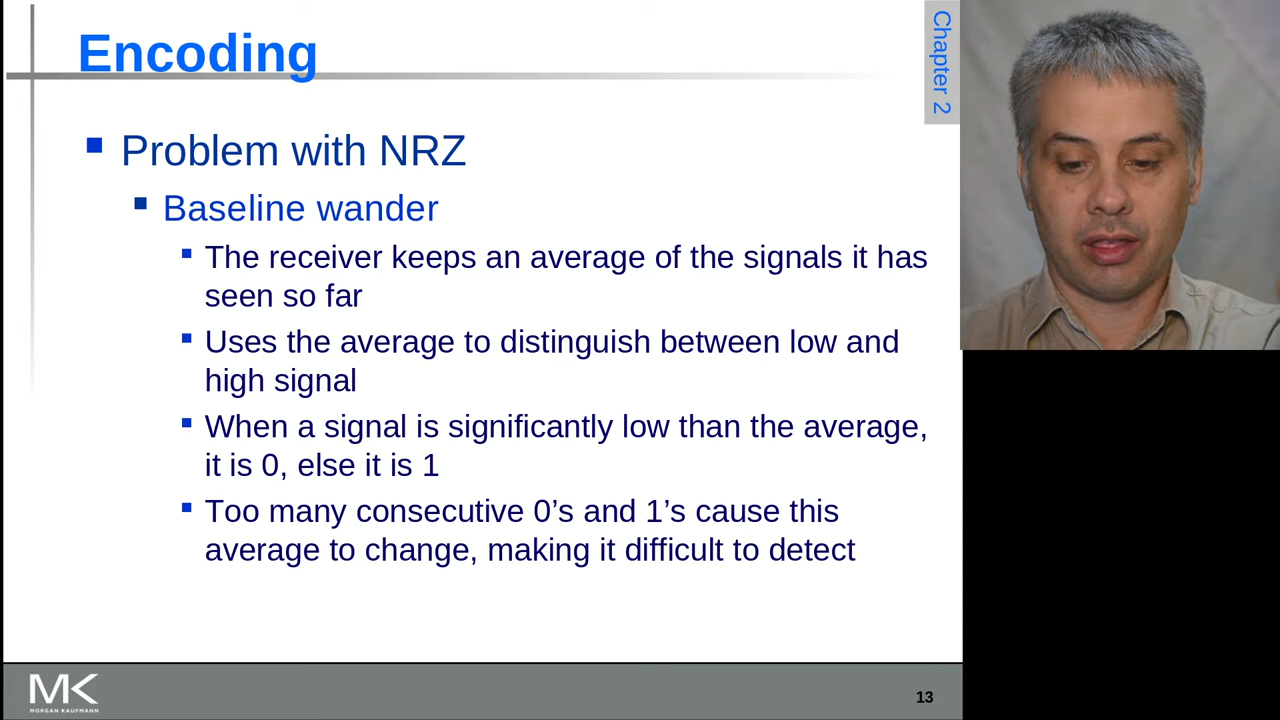 Encoding
Chapter 2
Problem with NRZ
Baseline wander
The receiver keeps an average of the signals it has
seen so far
Uses the average to distinguish between low and
high signal
When a signal is significantly low than the average,
it is 0, else it is 1
Too many consecutive 0’s and 1’s cause this
average to change, making it difficult to detect
MK
MORGAN KAUFMANN
13